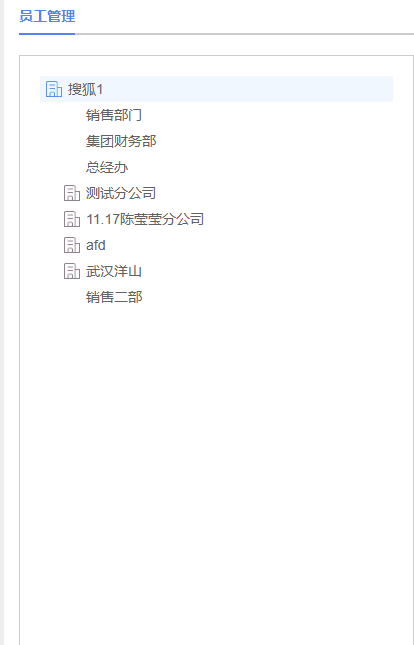 员工管理
搜狐1
销售部门
集团财务部
总经办
测试分公司
11.17陈莹莹分公司
afd
武汉洋山
销售二部